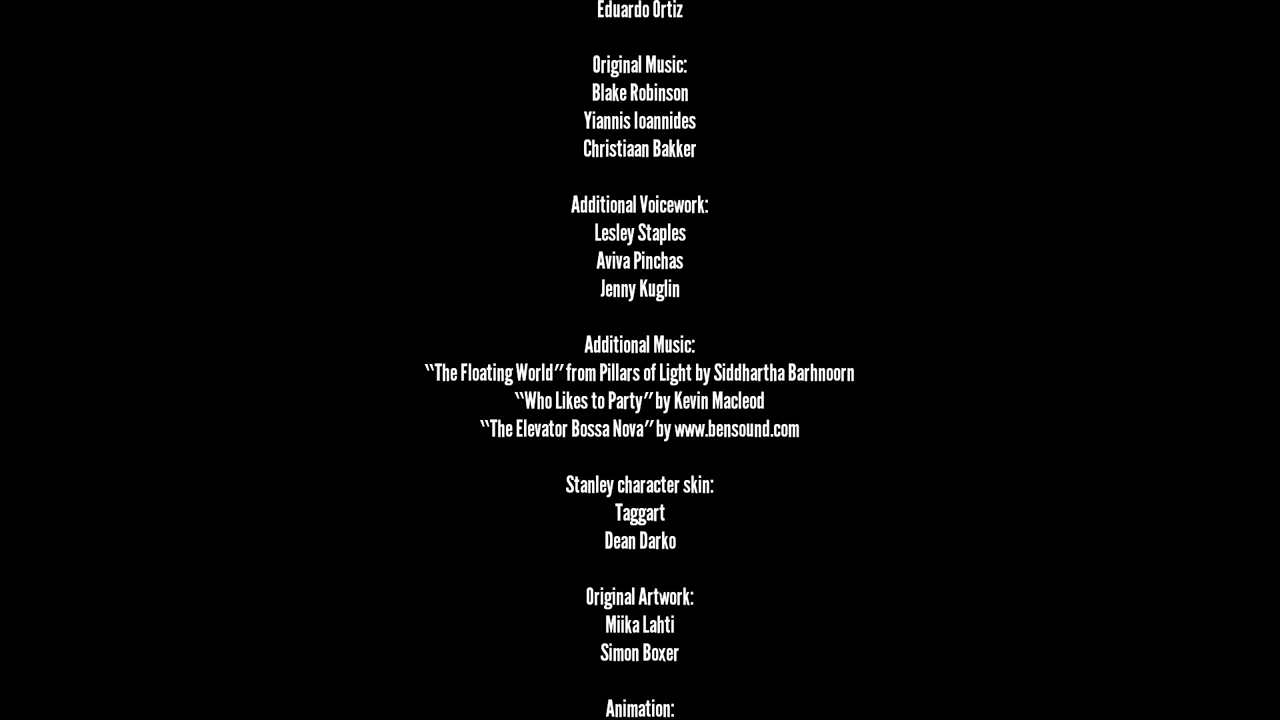 Eduardo Ortiz
Original Music:
Blake Robinson
Yiannis Ioannides
Christiaan Bakker
Additional Voicework:
Lesley Staples
Aviva Pinchas
Jenny Kuglin
Additional Music:
“The Floating World” from Pillars of Light by Siddhartha Barhnoorn
“Who Likes to Party” by Kevin Macleod
“The Elevator Bossa Nova” by www.bensound.com
Stanley character skin:
Taggart
Dean Darko
Original Artwork:
Miika Lahti
Simon Boxer
Animation: